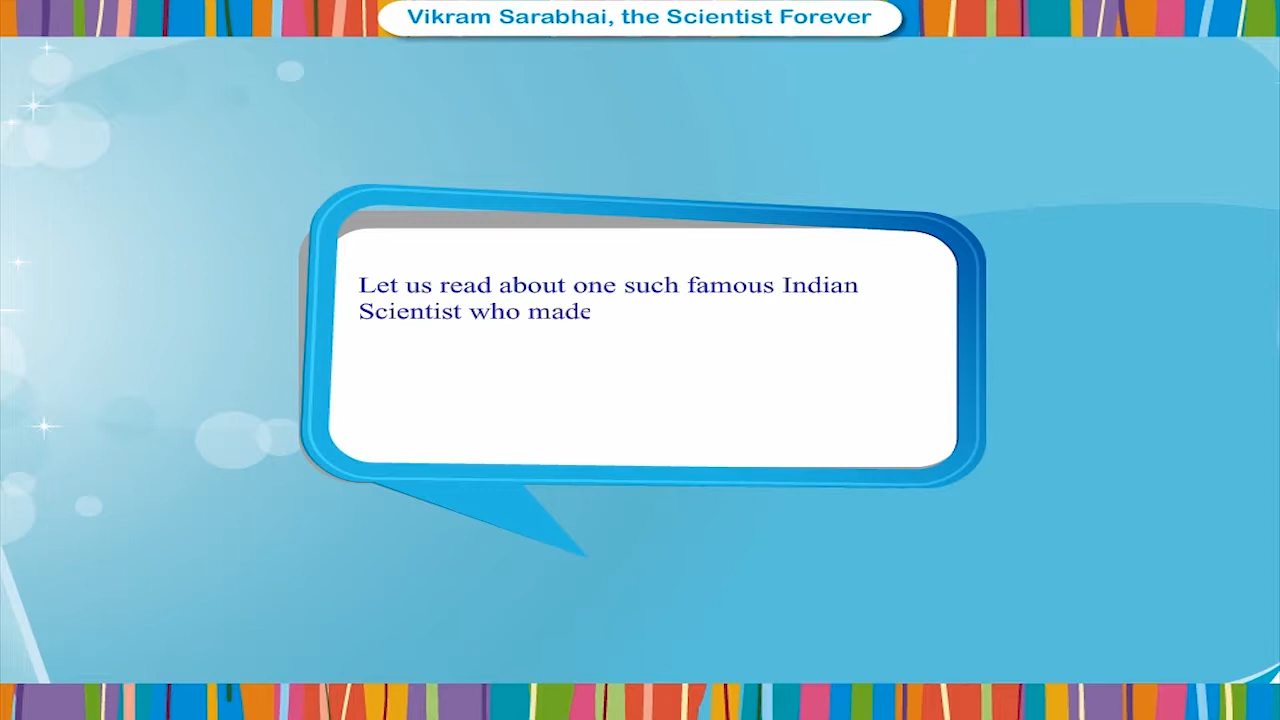 Vikram Sarabhai, the Scientist Forever
Let us read about one such famous Indian
Scientist who made